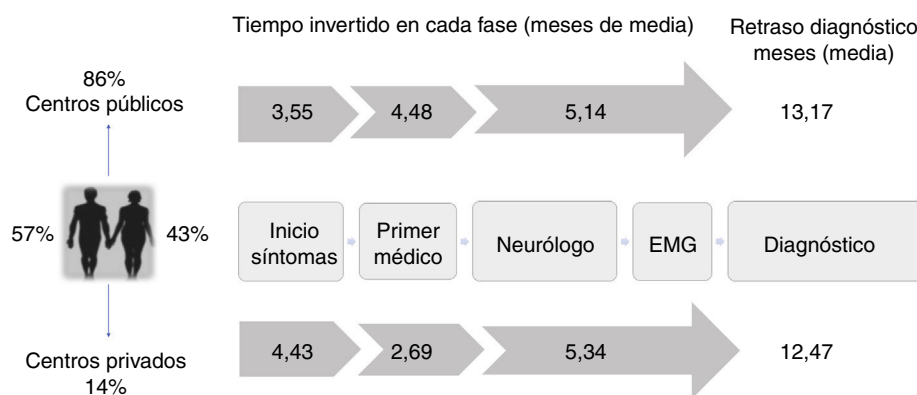 Tiempo invertido en cada fase (meses de media)
Retraso diagnóstico
meses (media)
86%
Centros públicos
3,55
4,48
5,14
13,17
57%
43%
Inicio
síntomas
Primer
médico
Neurólogo
EMG
Diagnóstico
Centros privados
14%
4,43
2,69
5,34
12,47